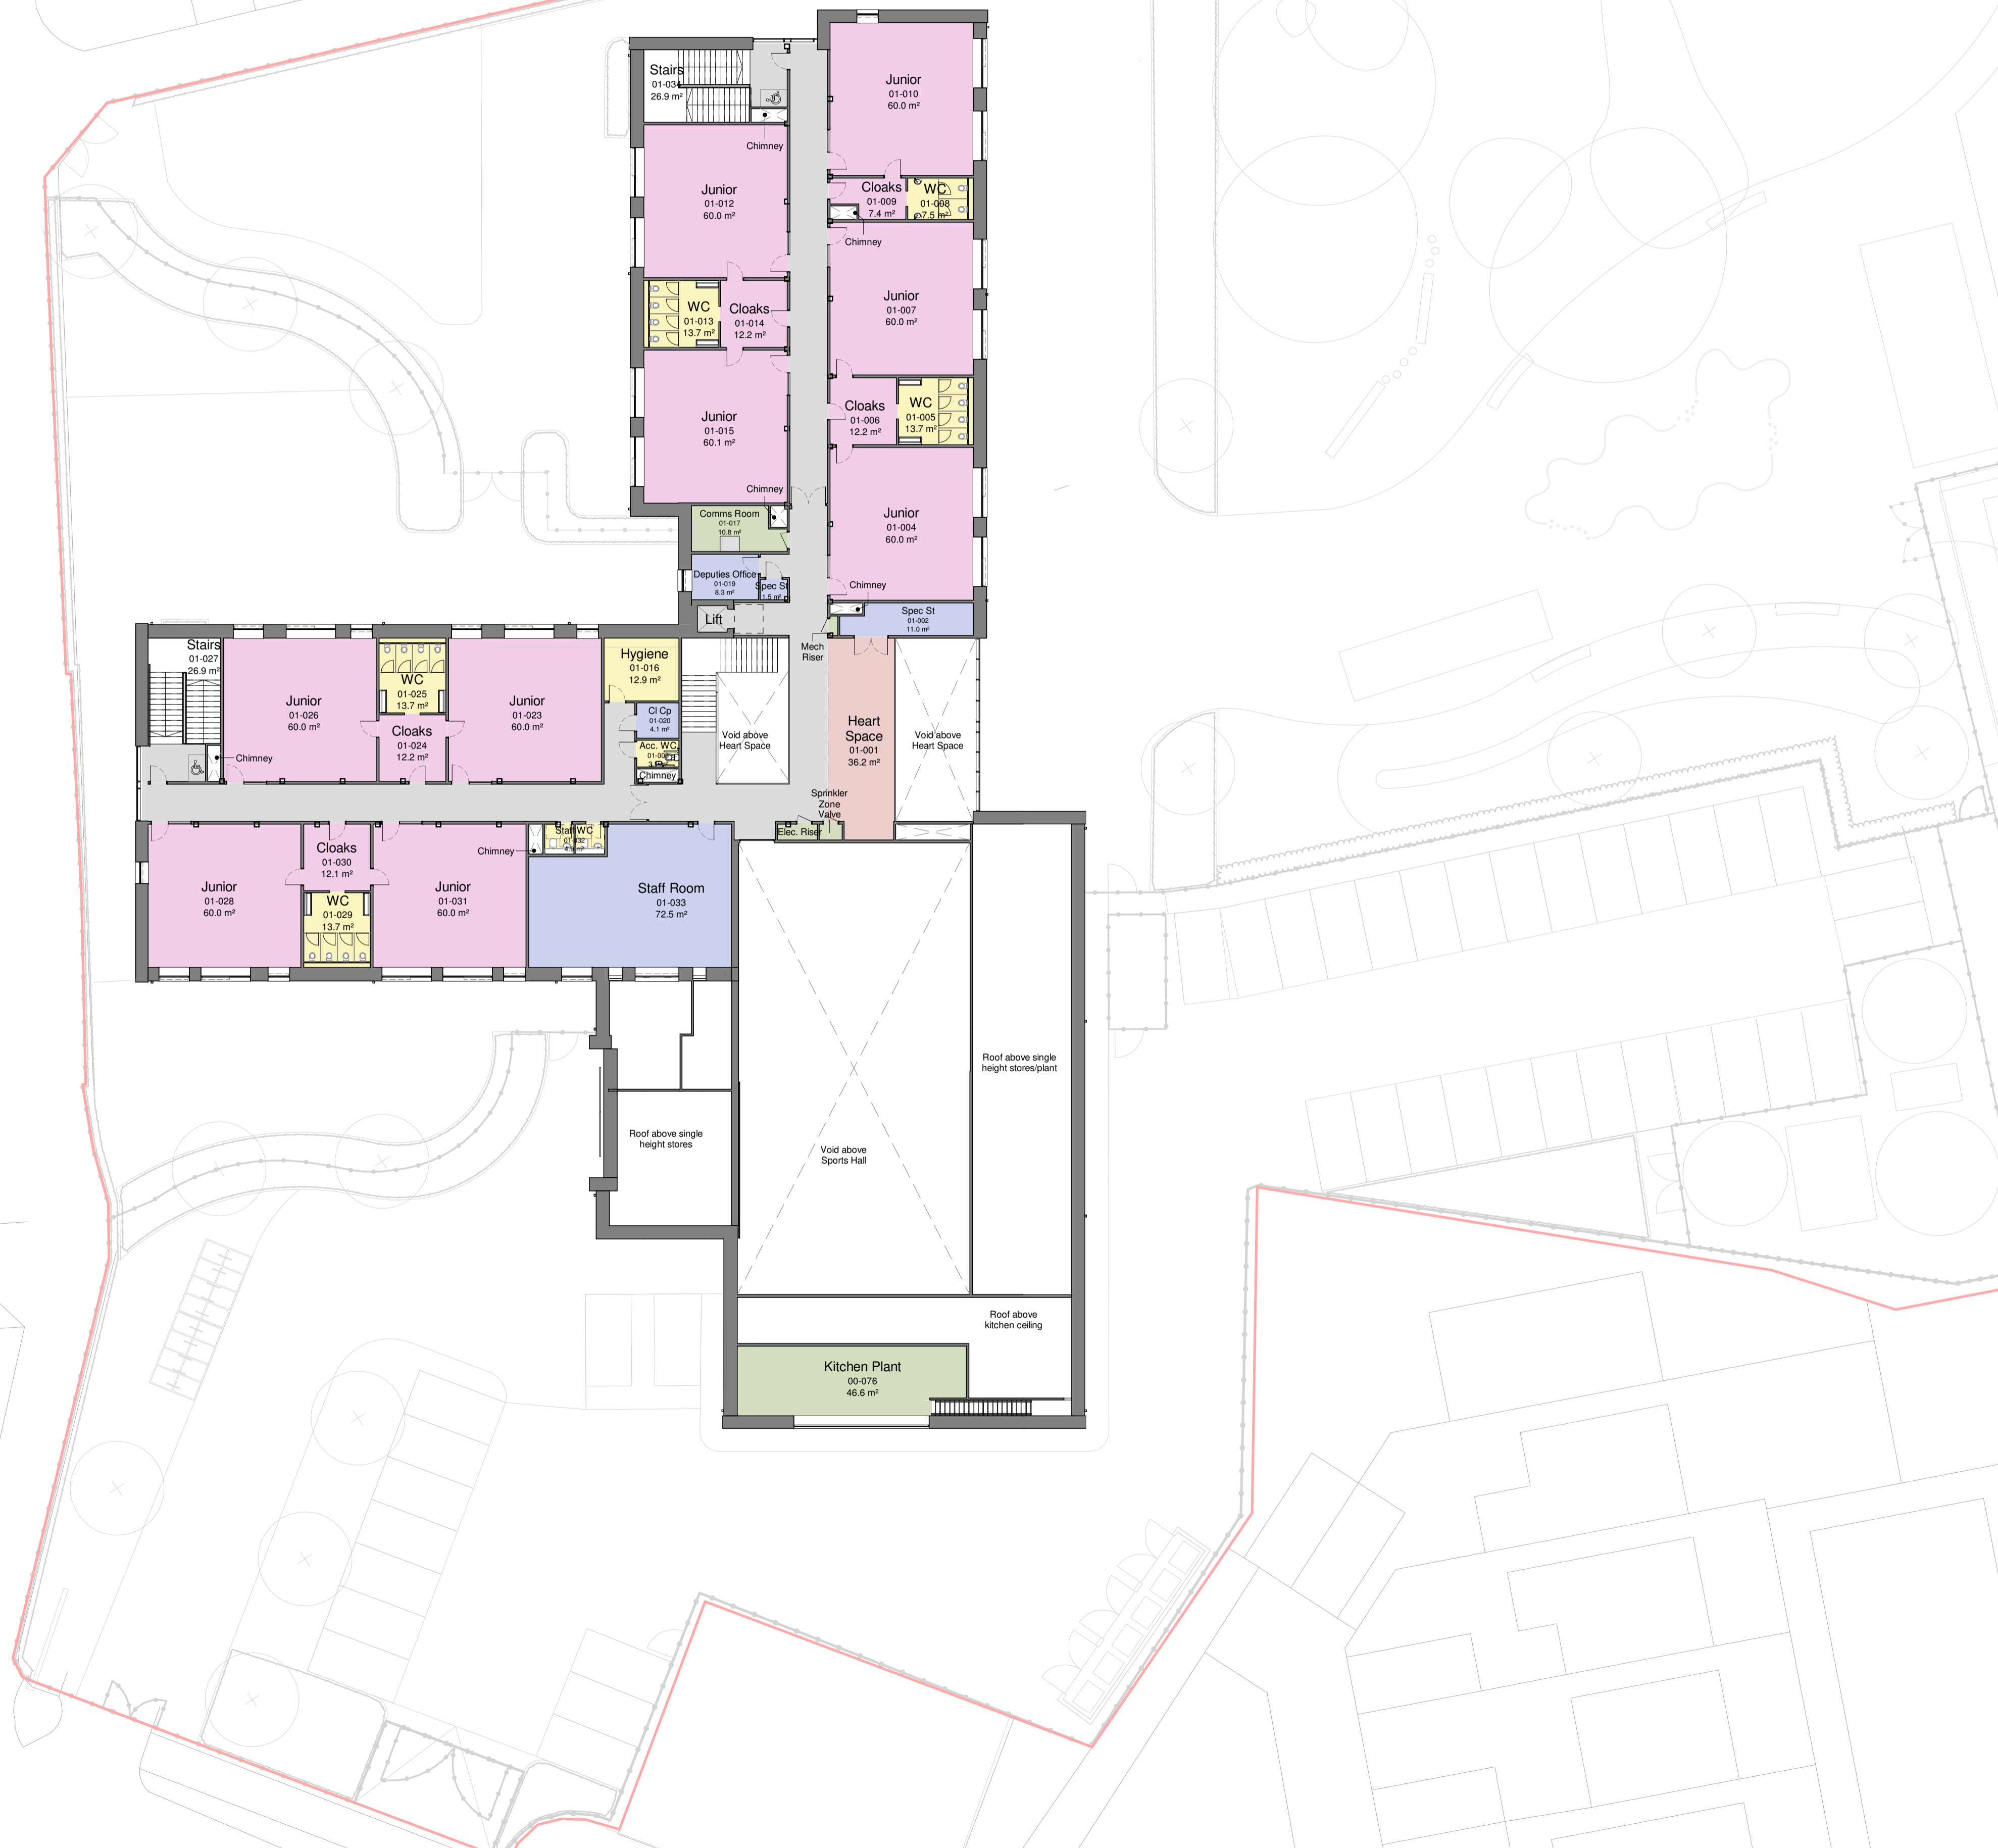 Stairs
01-034
26.9 m²
Chimney
Junior
01-010
60.0 m²
Junior
01-012
60.0 m²
Cloaks
01-009
7.4 m²
WC
01-008
7.5 m²
Chimney
WC
01-013
13.7 m²
Cloaks
01-014
12.2 m²
Junior
01-007
60.0 m²
Junior
01-015
60.1 m²
Cloaks
01-006
12.2 m²
WC
01-005
13.7 m²
Chimney
Comms Room
01-017
10.8 m²
Junior
01-004
60.0 m²
Deputies Office
01-019
8.3 m²
Spec St
1.5 m²
Chimney
Lift
Spec St
01-002
11.0 m²
Mech
Riser
Stairs
01-027
26.9 m²
Junior
01-026
60.0 m²
WC
01-025
13.7 m²
Cloaks
01-024
12.2 m²
Junior
01-023
60.0 m²
Hygiene
01-016
12.9 m²
Cl Cp
01-020
4.1 m²
Acc. WC
Chimney
Chimney
Void above
Heart Space
Heart
Space
01-001
36.2 m²
Void above
Heart Space
Sprinkler
Zone
Valve
Elec. Riser
Junior
01-028
60.0 m²
Cloaks
01-030
12.1 m²
WC
01-029
13.7 m²
Junior
01-031
60.0 m²
Chimney
Staff WC
01-032
Staff Room
01-033
72.5 m²
Roof above single
height stores/plant
Roof above single
height stores
Void above
Sports Hall
Roof above
kitchen ceiling
Kitchen Plant
00-076
46.6 m²